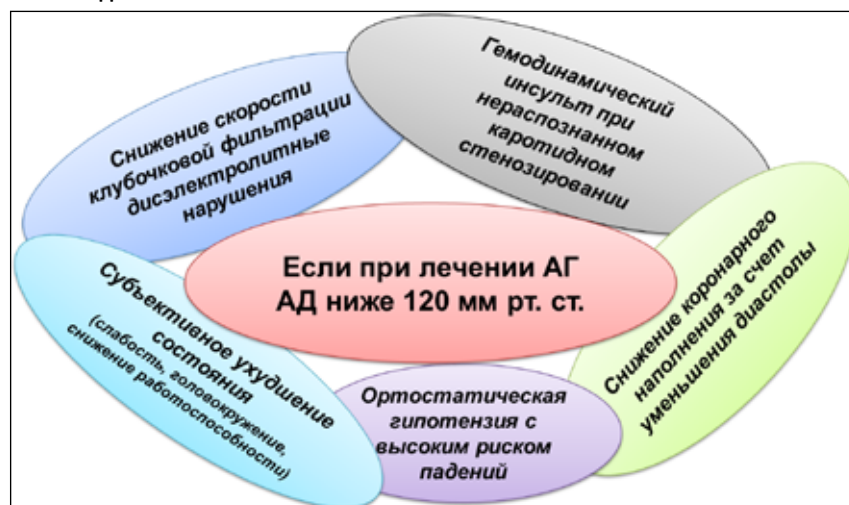 Гемодинамический
инсульт при
нераспознанном
каротидном
стенозировании
Снижение скорости
клубочковой фильтрации
дисэлектролитные
нарушения
Если при лечении АГ
АД ниже 120 мм рт. ст.
Снижение коронарного
наполнения за счет
уменьшения диастолы
Субъективное ухудшение
состояния
(слабость, головокружение,
снижение работоспособности)
Ортостатическая
гипотензия с
высоким риском
падений